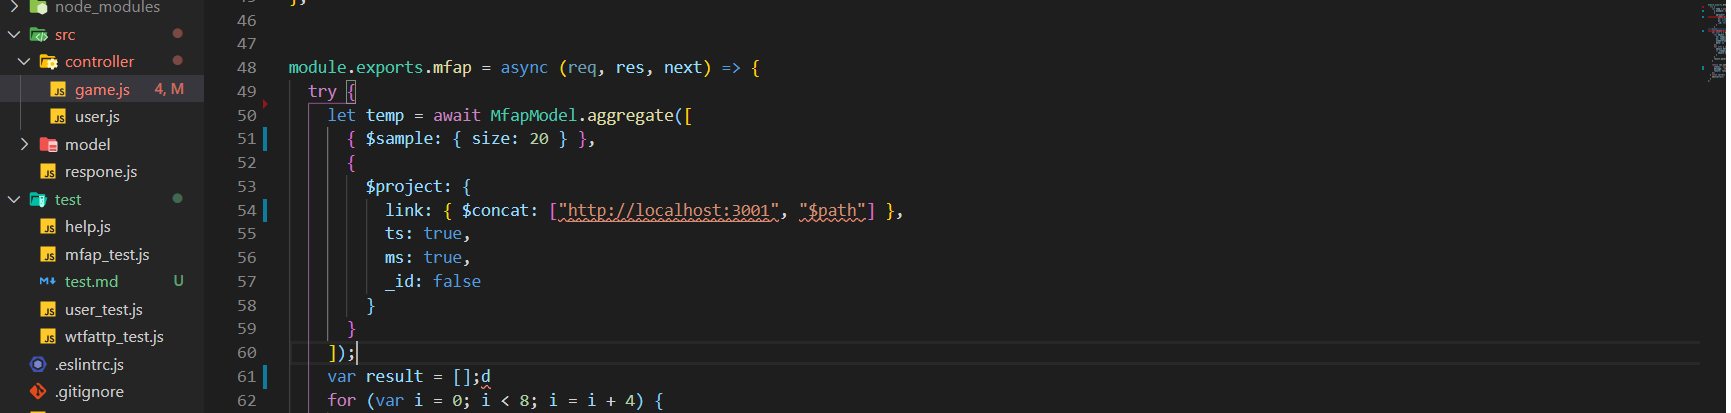 node_modules
src
controller
game.js 4, M
user.js
model
respone.js
test
help.js
mfap_test.js
test.md U
user_test.js
wtfattp_test.js
.eslintrc.js
.gitignore
46
47
48 module.exports.mfap = async (req, res, next) => {
49 try {
50 let temp = await MfapModel.aggregate([
51 { $sample: { size: 20 } },
52 {
53 $project: {
54 link: { $concat: ["http://localhost:3001", "$path"] },
55 ts: true,
56 ms: true,
57 _id: false
58 }
59 }
60 ]);
61 var result = [];d
62 for (var i = 0; i < 8; i = i + 4) {